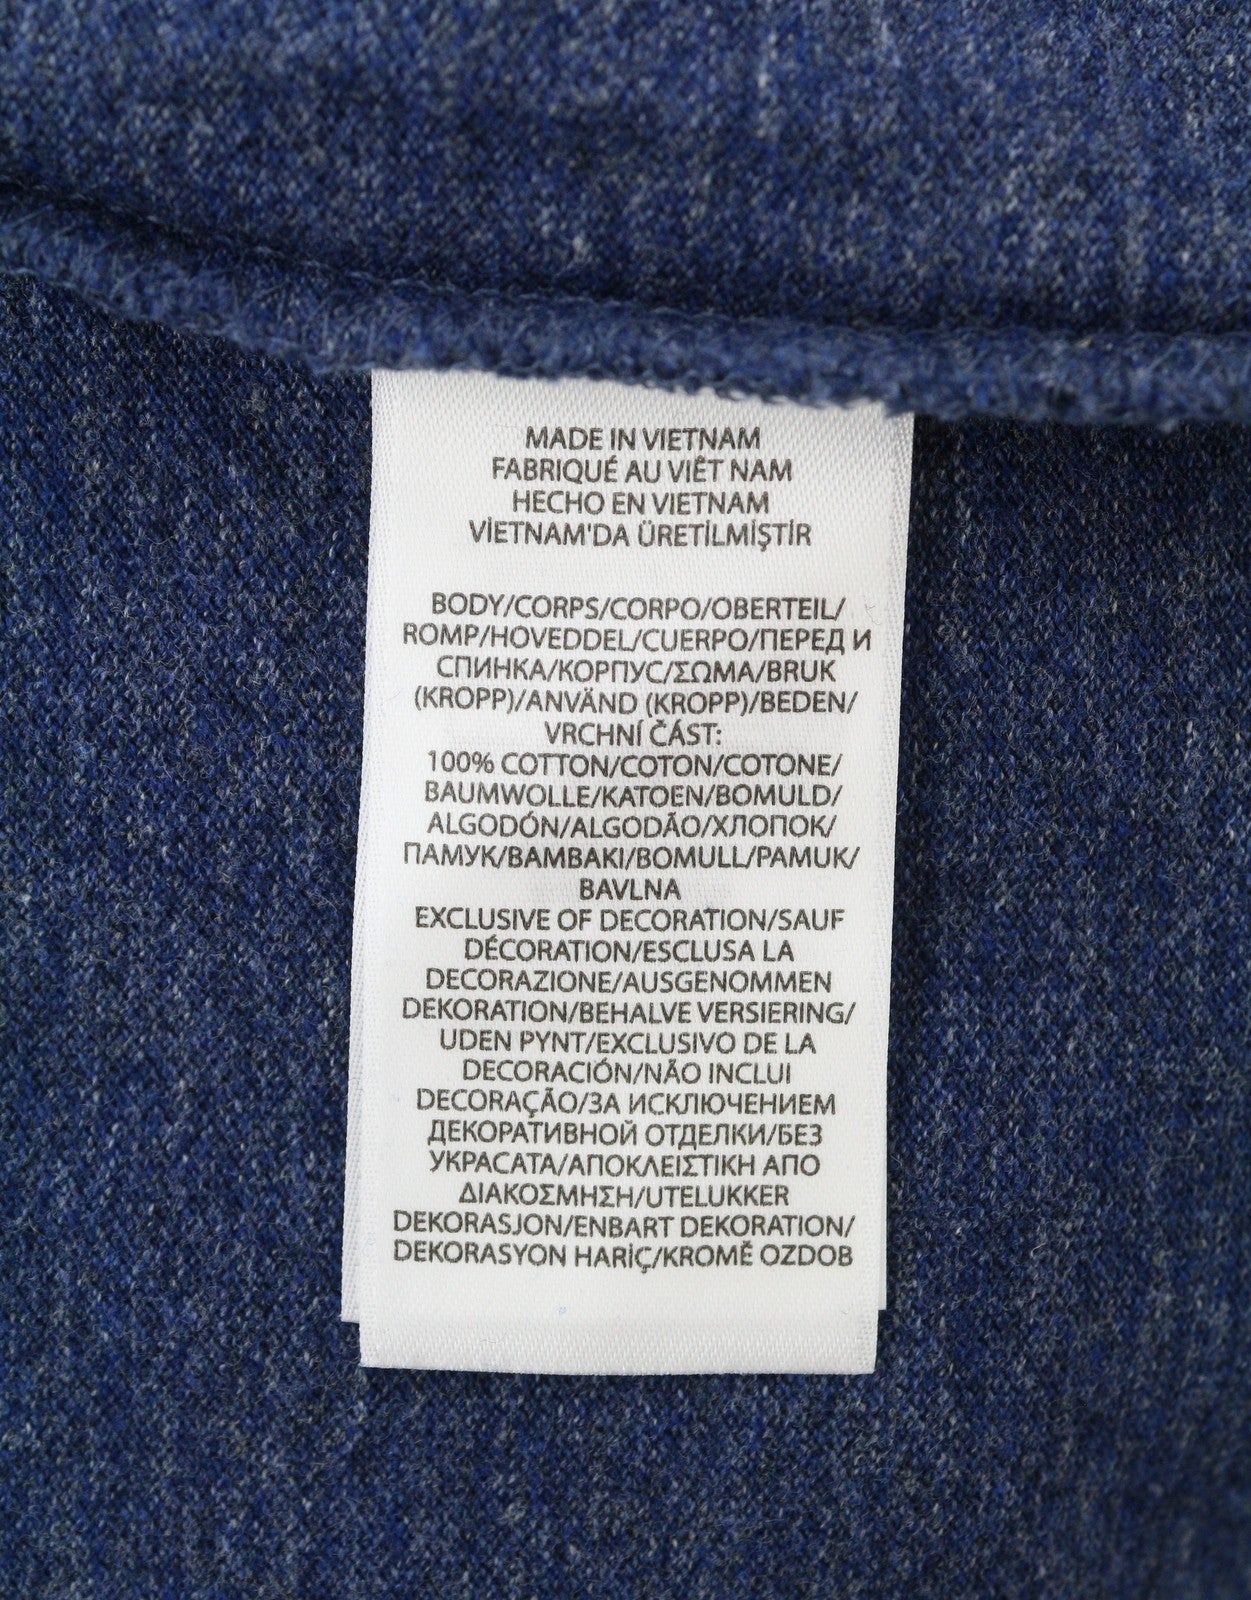 MADE IN VIETNAM
FABRIQUÉ AU VIÊT NAM
HECHO EN VIETNAM
VİETNAM'DA ÜRETİLMİŞTİR
BODY/CORPS/CORPO/OBERTEIL/
ROMP/HOVEDDEL/CUERPO/ПЕРЕД И
СПИНКА/КОРПУС/ΣΩΜΑ/BRUK
(KROPP)/ANVÄND (KROPP)/BEDEN/
VRCHNÍ ČÁST:
100% COTTON/COTON/COTONE/
BAUMWOLLE/KATOEN/BOMULD/
ALGODÓN/ALGODÃO/ХЛОПОК/
ПАМУК/ΒΑΜΒΑΚΙ/BOMULL/PAMUK/
BAVLNA
EXCLUSIVE OF DECORATION/SAUF
DÉCORATION/ESCLUSA LA
DECORAZIONE/AUSGENOMMEN
DEKORATION/BEHALVE VERSIERING/
UDEN PYNT/EXCLUSIVO DE LA
DECORACIÓN/NÃO INCLUI
DECORAÇÃO/ЗА ИСКЛЮЧЕНИЕМ
ДЕКОРАТИВНОЙ ОТДЕЛКИ/БЕЗ
УКРАСАТА/ΑΠΟΚΛΕΙΣΤΙΚΗ ΑΠΟ
ΔΙΑΚΟΣΜΗΣΗ/UTELUKKER
DEKORASJON/ENBART DEKORATION/
DEKORASYON HARİÇ/KROMĚ OZDOB